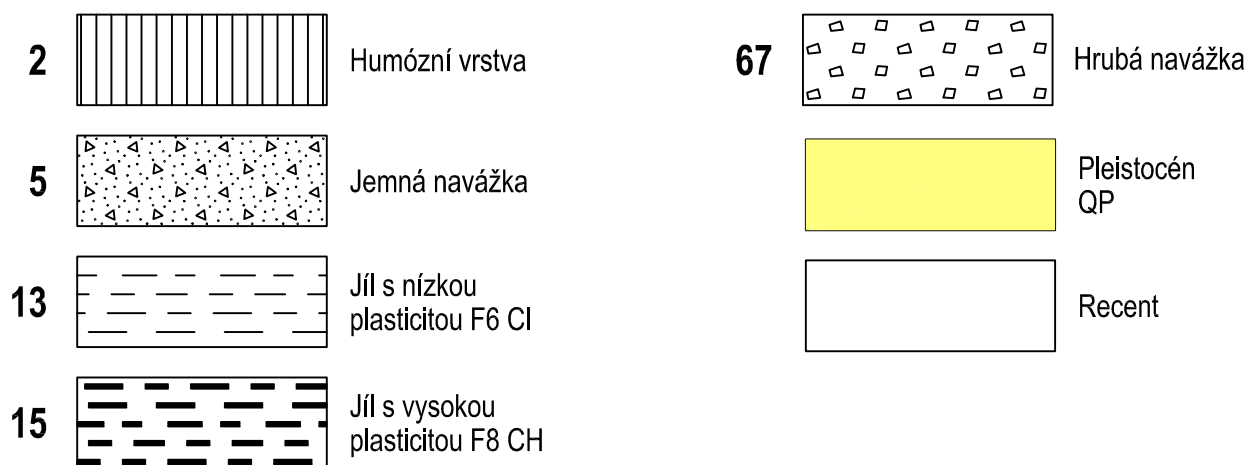 2
Humózní vrstva
5
Jemná navážka
13
Jíl s nízkou
plasticitou F6 CI
15
Jíl s vysokou
plasticitou F8 CH
67
Hrubá navážka
Pleistocén
QP
Recent